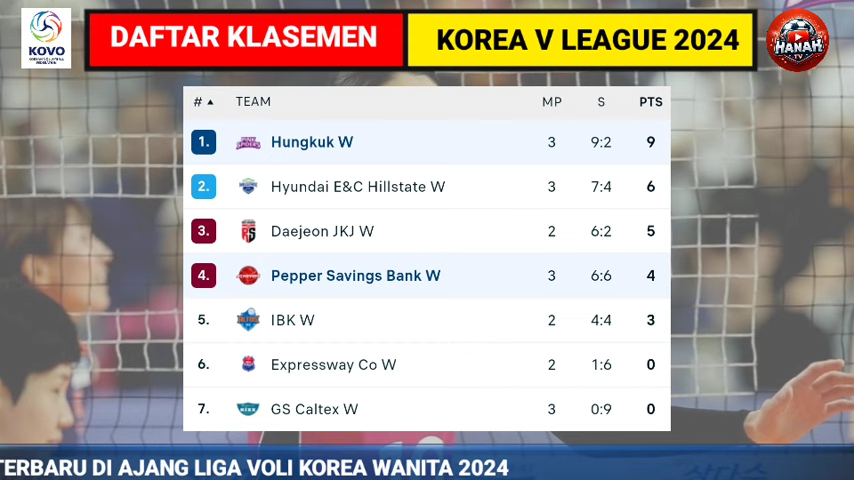 KOVO
DAFTAR KLASEMEN
KOREA V LEAGUE 2024
HANAH
TV
# TEAM MP S PTS
1. Hungkuk W 3 9:2 9
2. Hyundai E&C Hillstate W 3 7:4 6
3. Daejeon JKJ W 2 6:2 5
4. Pepper Savings Bank W 3 6:6 4
5. IBK W 2 4:4 3
6. Expressway Co W 2 1:6 0
7. GS Caltex W 3 0:9 0
TERBARU DI AJANG LIGA VOLI KOREA WANITA 2024